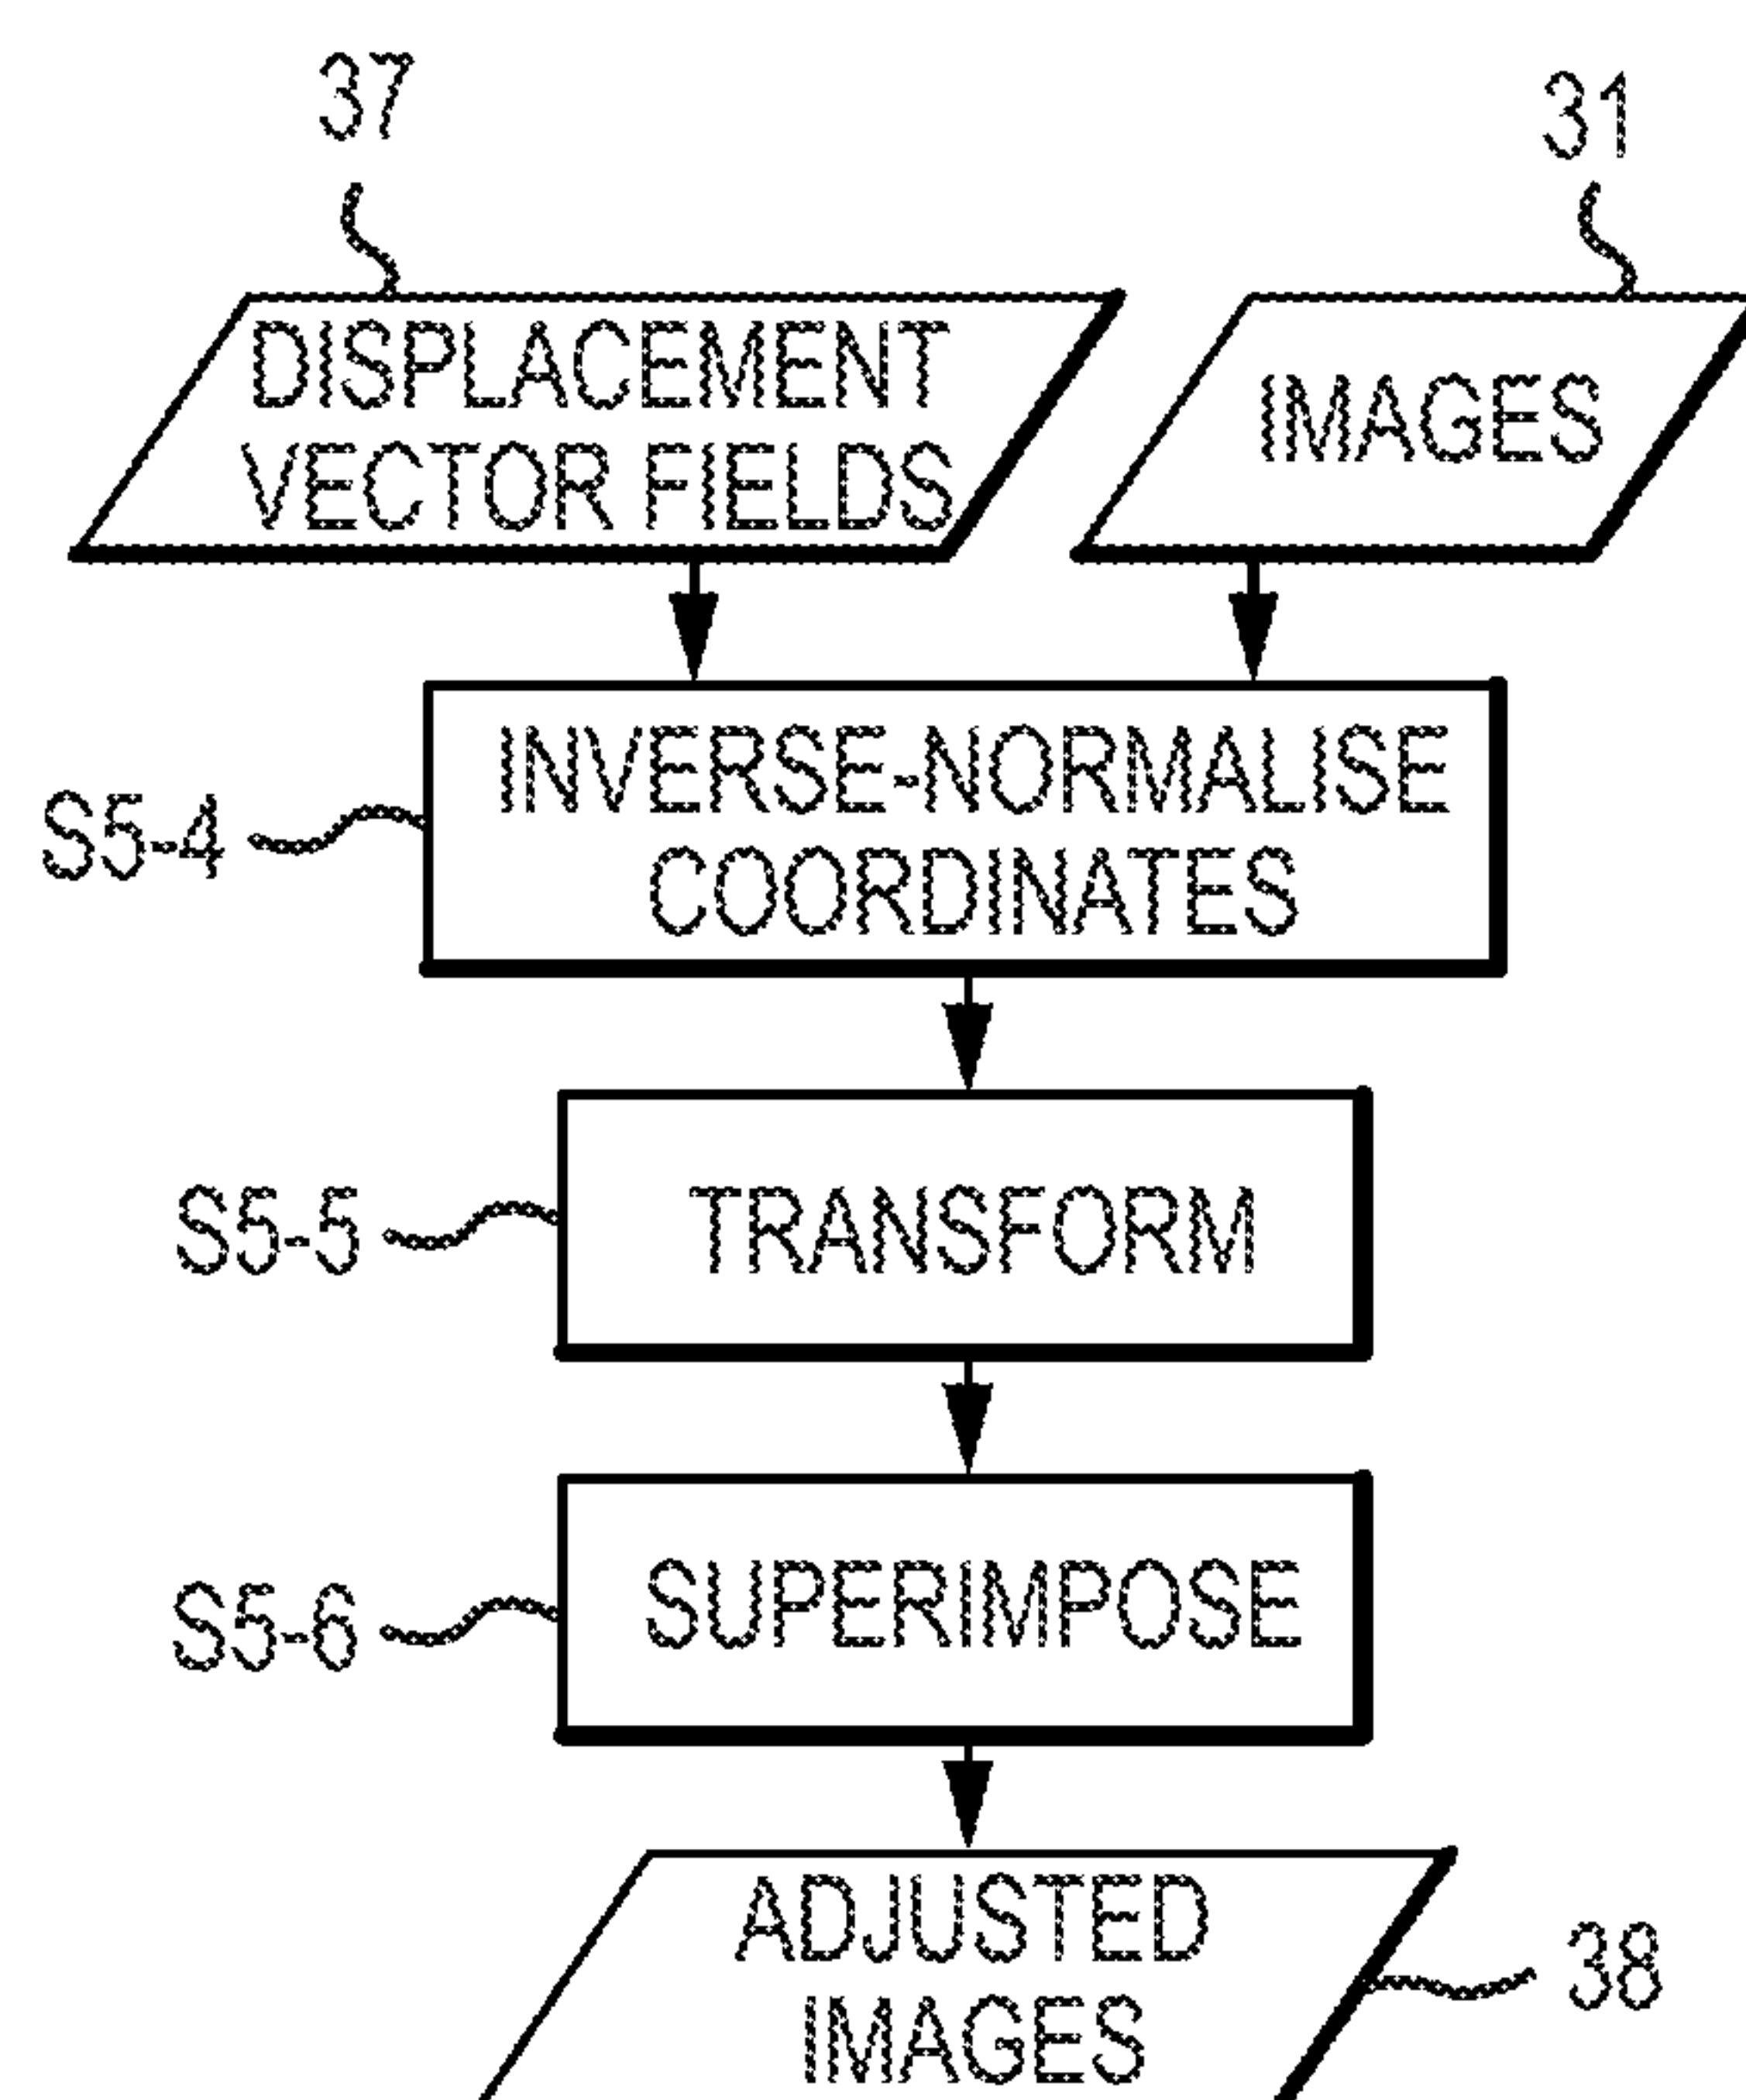 37
31
DISPLACEMENT
VECTOR FIELDS
IMAGES
INVERSE-NORMALISE
COORDINATES
S5-4
TRANSFORM
S5-5
SUPERIMPOSE
S5-6
ADJUSTED
IMAGES
38